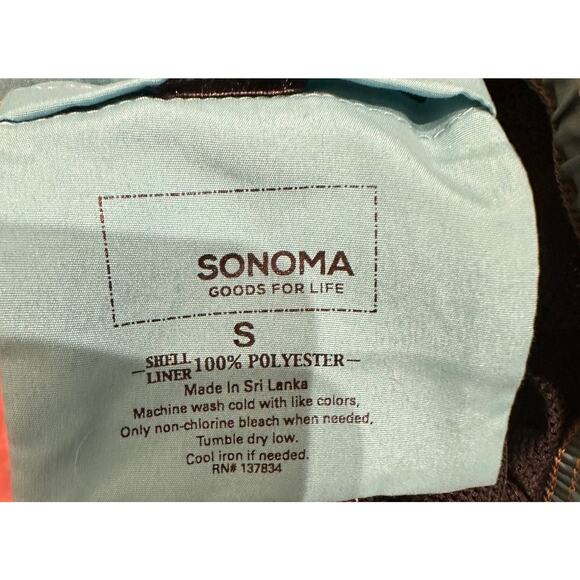 SONOMA
GOODS FOR LIFE
S
SHELL
LINER 100% POLYESTER
Made In Sri Lanka
Machine wash cold with like colors,
Only non-chlorine bleach when needed,
Tumble dry low.
Cool iron if needed.
RN# 137834